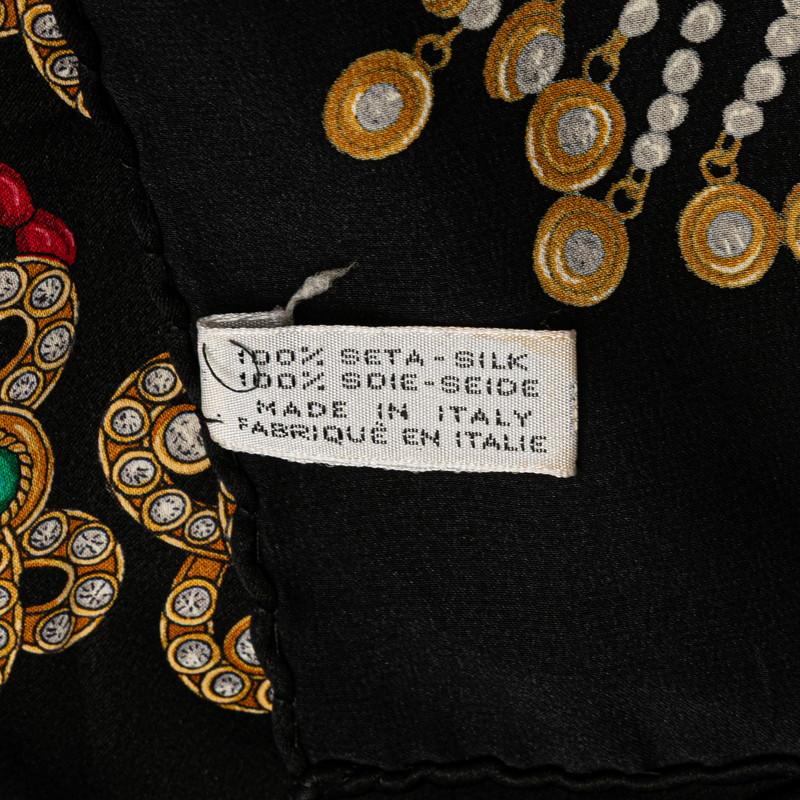 100% SETA-SILK
100% SOIE-SEIDE
MADE IN ITALY
FABRIQUÉ EN ITALIE